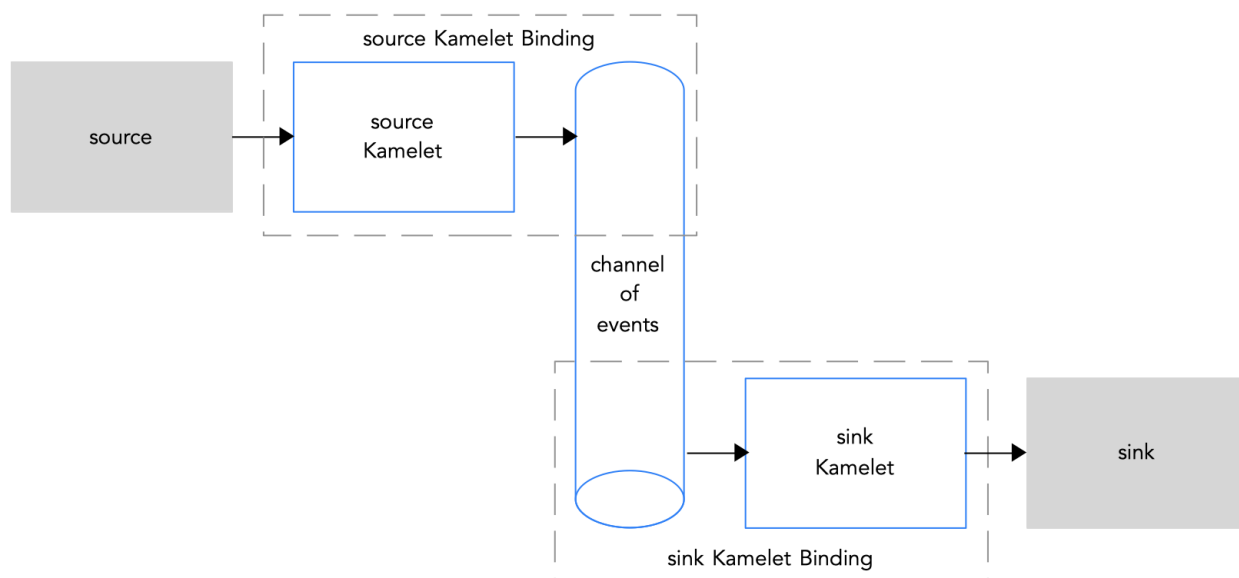 source Kamelet Binding
source
source
Kamelet
channel
of
events
sink
Kamelet
sink
sink Kamelet Binding